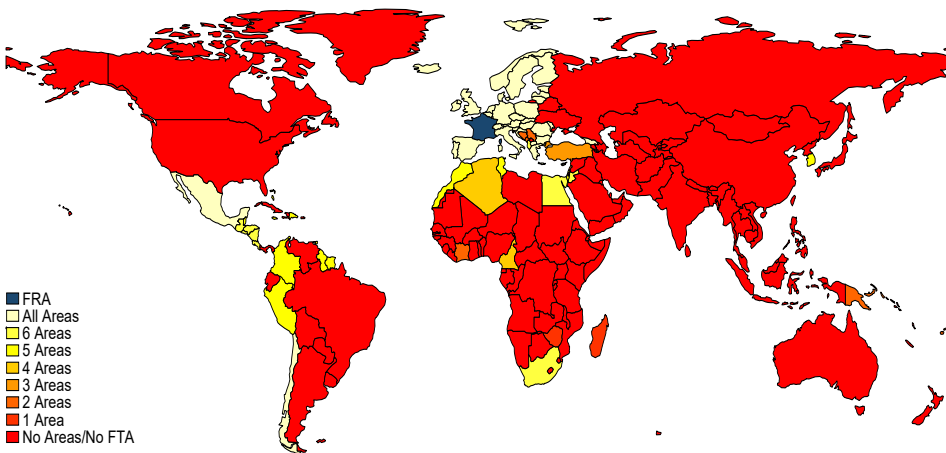 FRA
All Areas
6 Areas
5 Areas
4 Areas
3 Areas
2 Areas
1 Area
No Areas/No FTA